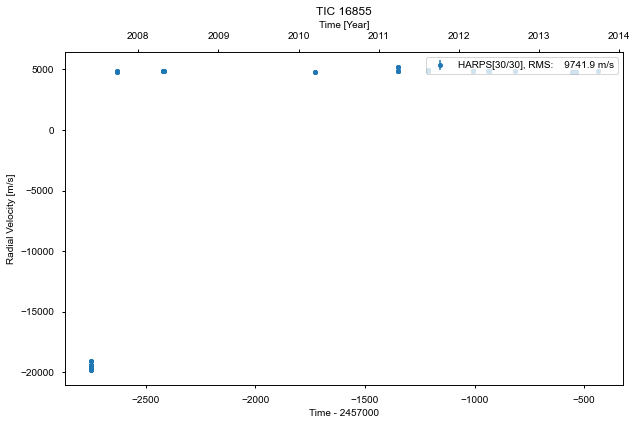 TIC 16855
Time [Year]
2008 2009 2010 2011 2012 2013 2014
HARPS[30/30], RMS: 9741.9 m/s
5000
0
−5000
−10000
−15000
−20000
Radial Velocity [m/s]
−2500 −2000 −1500 −1000 −500
Time - 2457000